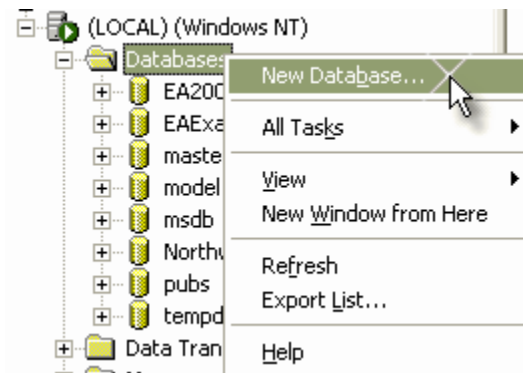 (LOCAL) (Windows NT)
Databases
New Database...
EA200
EAExa
All Tasks
maste
model
View
msdb
New Window from Here
North
pubs
Refresh
tempd
Export List...
Data Tran
Help